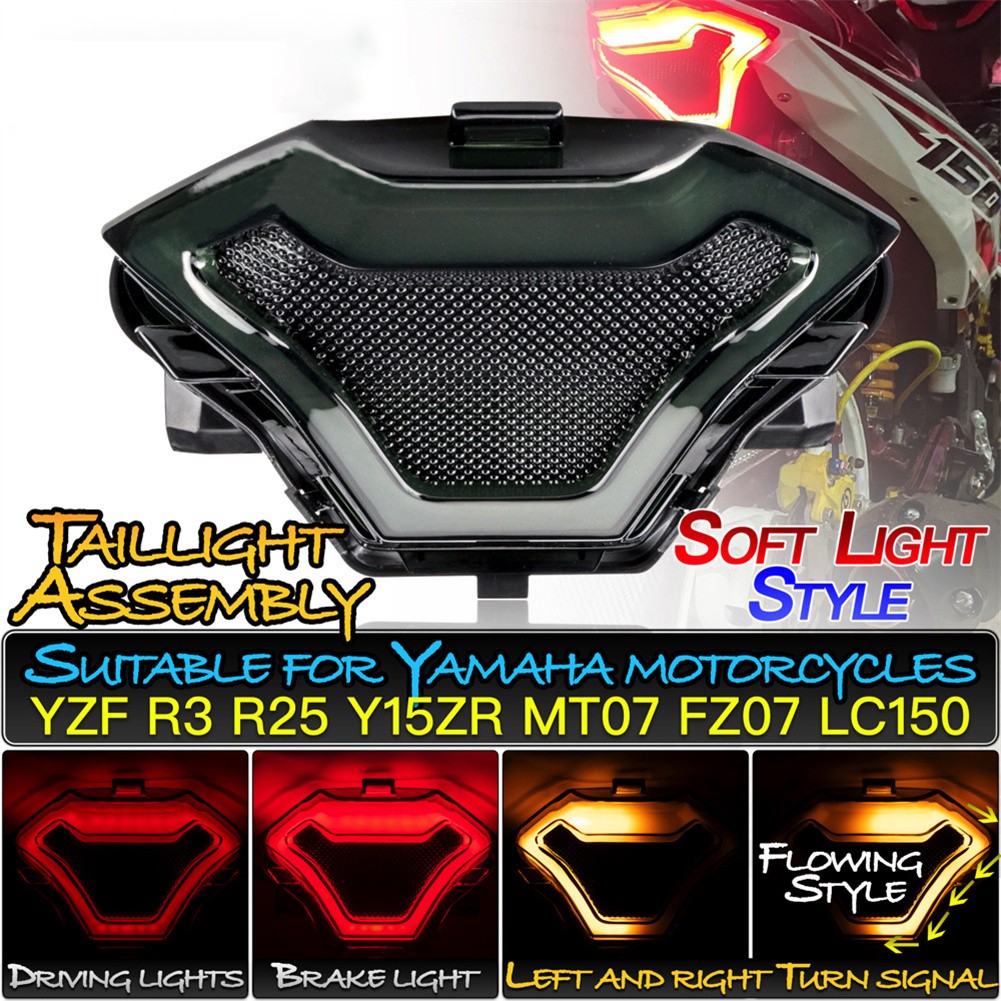 150
TAILLIGHT
ASSEMBLY
SOFT LIGHT
STYLE
SUITABLE FOR YAMAHA MOTORCYCLES
YZF R3 R25 Y15ZR MT07 FZ07 LC150
FLOWING
STYLE
DRIVING LIGHTS
BRAKE LIGHT
LEFT AND RIGHT TURN SIGNAL